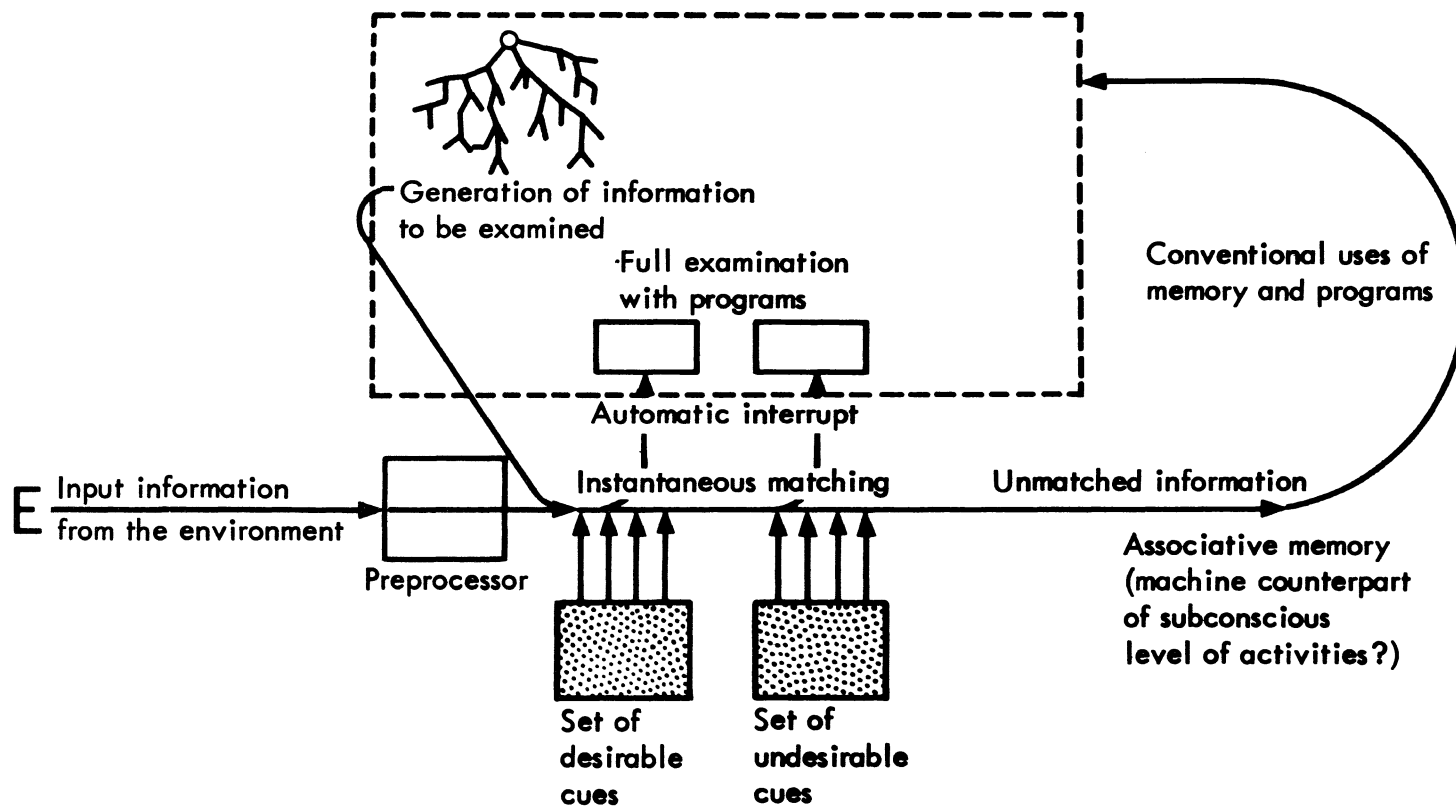 Generation of information
to be examined
Full examination
with programs
Conventional uses of
memory and programs
Automatic interrupt
E
Input information
from the environment
Preprocessor
Instantaneous matching
Unmatched information
Associative memory
(machine counterpart
of subconscious
level of activities?)
Set of
desirable
cues
Set of
undesirable
cues